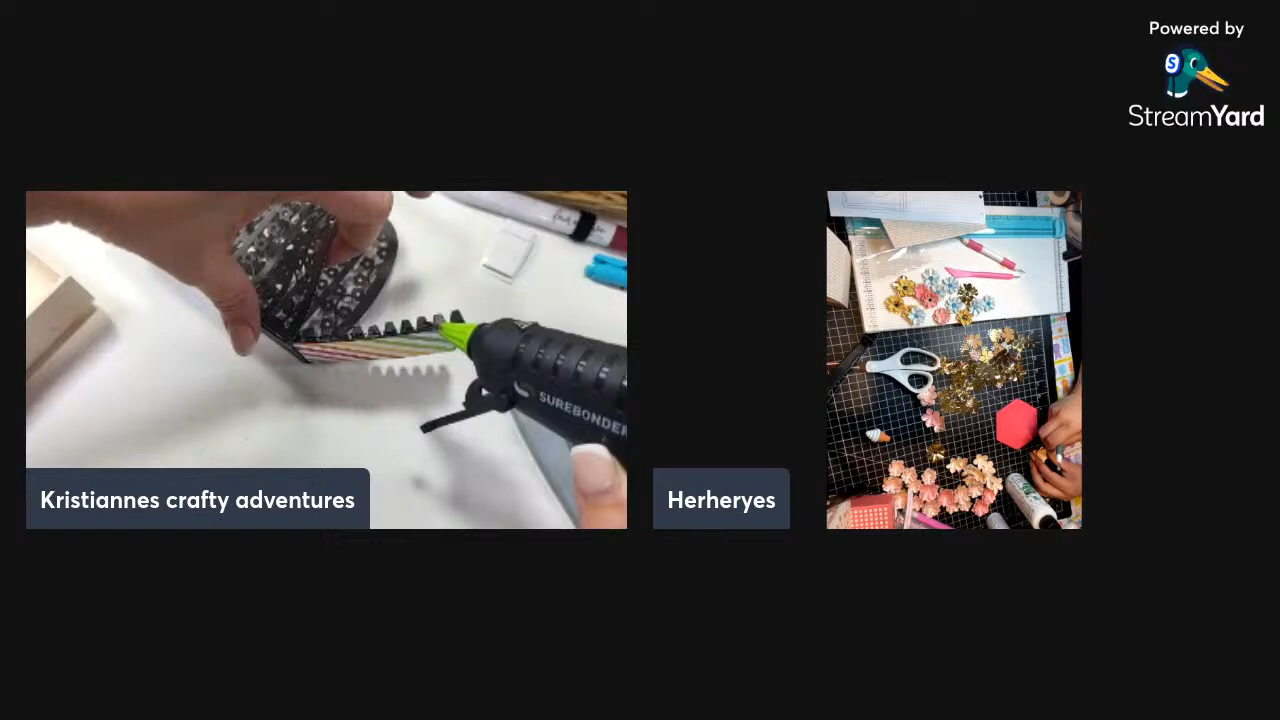 Powered by
S
StreamYard
SUREBONDER
Kristiannes crafty adventures
Herheryes